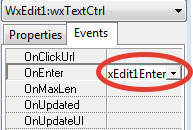 WxEdit1:wxTextCtrl
Properties Events
OnClickUrl
OnEnter xEdit1Enter
OnMaxLen
OnUpdated
OnUpdateUI